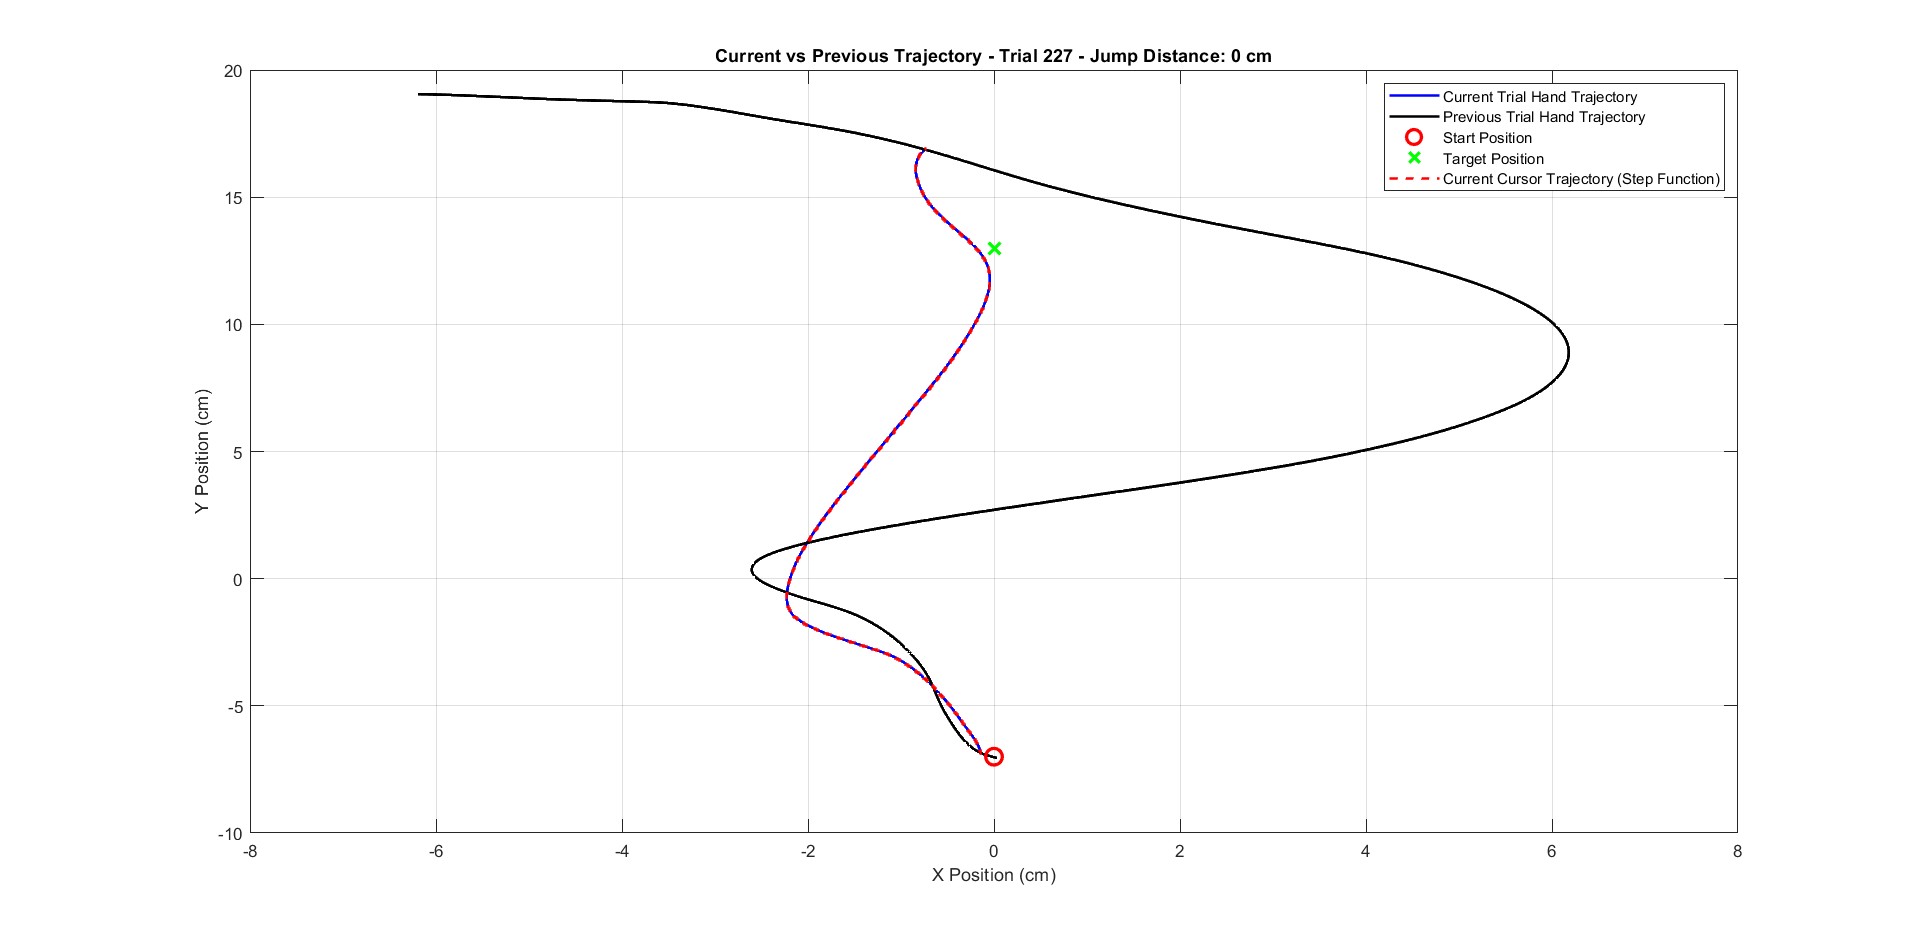 Current vs Previous Trajectory - Trial 227 - Jump Distance: 0 cm
Current Trial Hand Trajectory
Previous Trial Hand Trajectory
Start Position
Target Position
Current Cursor Trajectory (Step Function)
20
15
10
5
0
-5
-10
Y Position (cm)
-8 -6 -4 -2 0 2 4 6 8
X Position (cm)